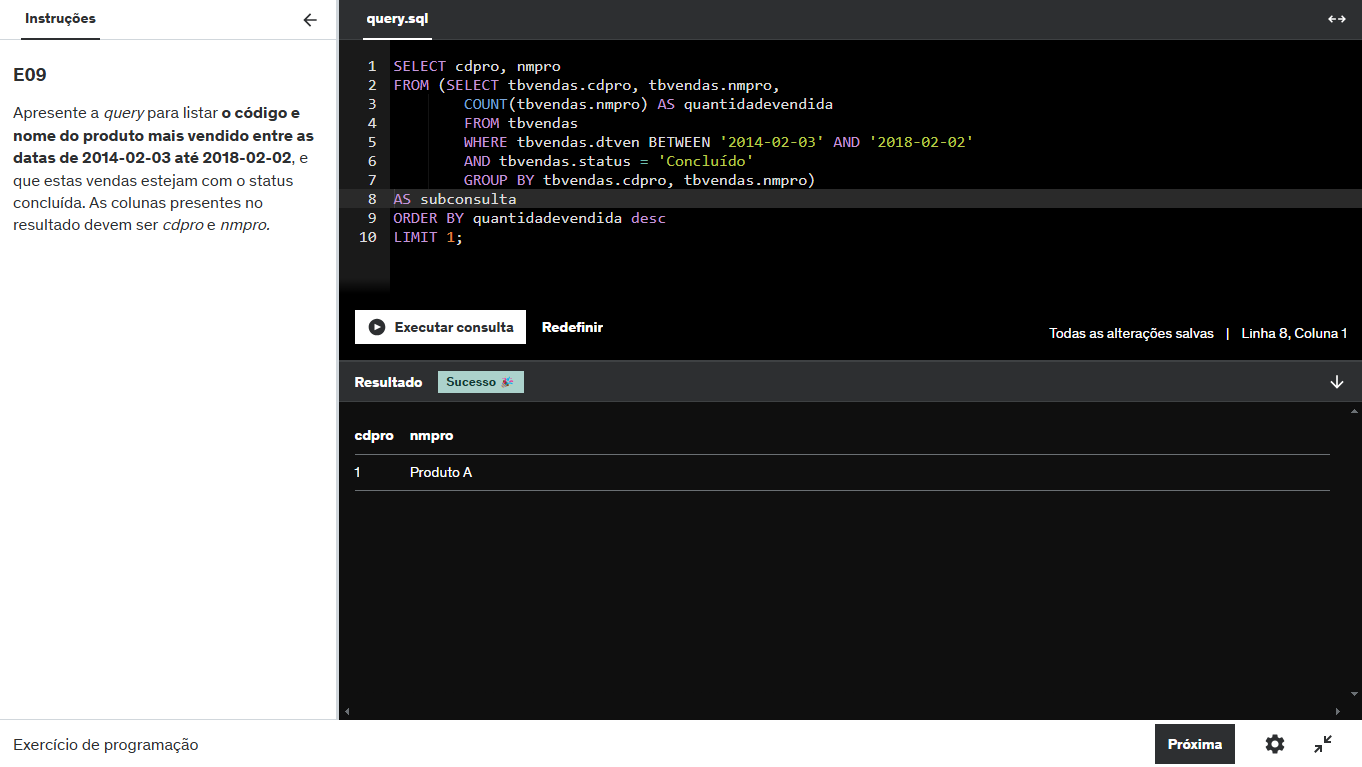 Instruções
E09
Apresente a query para listar o código e
nome do produto mais vendido entre as
datas de 2014-02-03 até 2018-02-02, e
que estas vendas estejam com o status
concluída. As colunas presentes no
resultado devem ser cdpro e nmpro.
query.sql
1 SELECT cdpro, nmpro
2 FROM (SELECT tbvendas.cdpro, tbvendas.nmpro,
3 COUNT(tbvendas.nmpro) AS quantidadevendida
4 FROM tbvendas
5 WHERE tbvendas.dtven BETWEEN '2014-02-03' AND '2018-02-02'
6 AND tbvendas.status = 'Concluído'
7 GROUP BY tbvendas.cdpro, tbvendas.nmpro)
8 AS subconsulta
9 ORDER BY quantidadevendida desc
10 LIMIT 1;
Executar consulta Redefinir
Todas as alterações salvas | Linha 8, Coluna 1
Resultado Sucesso 🎉
cdpro nmpro
1 Produto A
Exercício de programação
Próxima